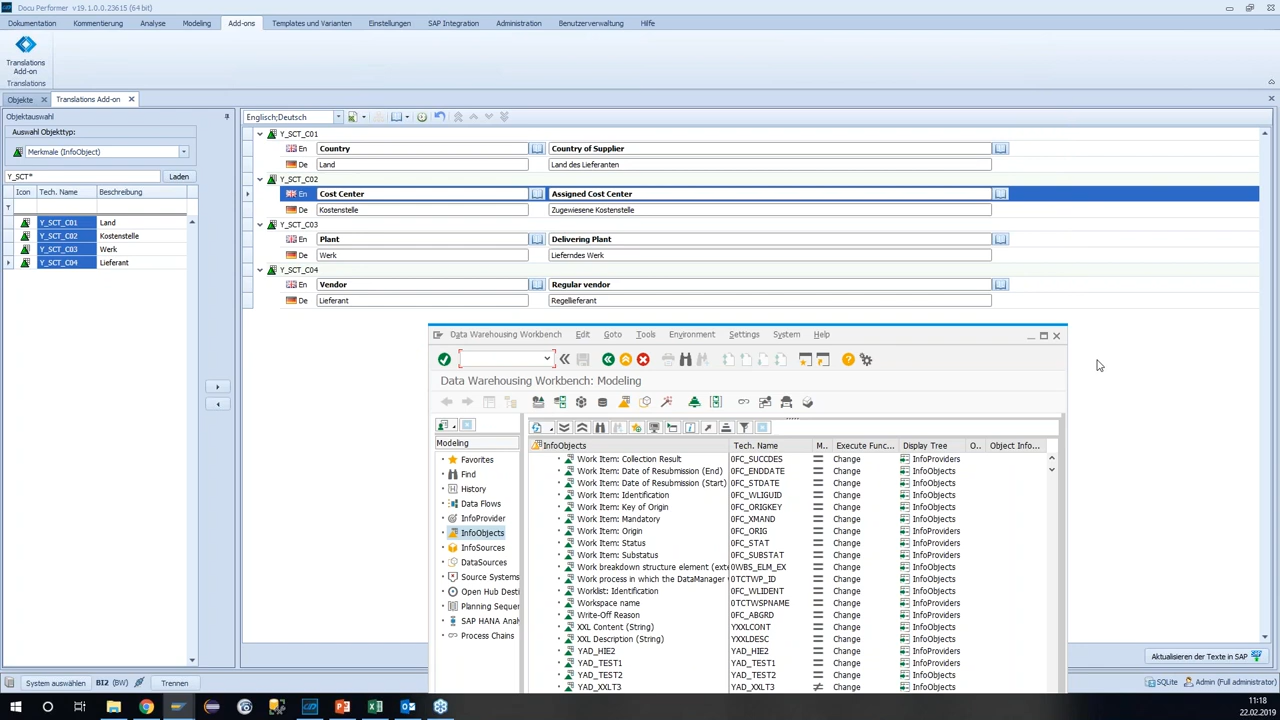 Docu Performer v19.1.0.0.23615 (64 bit)
Dokumentation Kommentierung Analyse Modeling Add-ons Templates und Varianten Einstellungen SAP Integration Administration Benutzerverwaltung Hilfe
Translations
Add-on
Translations
Objekte Translations Add-on
Objektauswahl
Auswahl Objekttyp:
Merkmale (InfoObject)
Y_SCT* Laden
Icon Tech. Name Beschreibung
Y_SCT_C01 Land
Y_SCT_C02 Kostenstelle
Y_SCT_C03 Werk
Y_SCT_C04 Lieferant
Englisch;Deutsch
Y_SCT_C01
En Country Country of Supplier
De Land Land des Lieferanten
Y_SCT_C02
En Cost Center Assigned Cost Center
De Kostenstelle Zugewiesene Kostenstelle
Y_SCT_C03
En Plant Delivering Plant
De Werk Lieferndes Werk
Y_SCT_C04
En Vendor Regular vendor
De Lieferant Regellieferant
Data Warehousing Workbench Edit Goto Tools Environment Settings System Help
Data Warehousing Workbench: Modeling
Modeling
Favorites
Find
History
Data Flows
InfoProvider
InfoObjects
InfoSources
DataSources
Source Systems
Open Hub Desti
Planning Sequen
SAP HANA Analy
Process Chains
InfoObjects Tech. Name M.. Execute Func... Display Tree O.. Object Info...
Work Item: Collection Result 0FC_SUCCDES Change InfoProviders
Work Item: Date of Resubmission (End) 0FC_ENDDATE Change InfoObjects
Work Item: Date of Resubmission (Start) 0FC_STDATE Change InfoObjects
Work Item: Identification 0FC_WLIGUID Change InfoObjects
Work Item: Key of Origin 0FC_ORIGKEY Change InfoObjects
Work Item: Mandatory 0FC_XMAND Change InfoObjects
Work Item: Origin 0FC_ORIG Change InfoProviders
Work Item: Status 0FC_STAT Change InfoProviders
Work Item: Substatus 0FC_SUBSTAT Change InfoProviders
Work breakdown structure element (exte 0WBS_ELM_EX Change InfoProviders
Work process in which the DataManager 0TCTWP_ID Change InfoObjects
Worklist: Identification 0FC_WLIDENT Change InfoObjects
Workspace name 0TCTWSPNAME Change InfoProviders
Write-Off Reason 0FC_ABGRD Change InfoProviders
XXL Content (String) YXXLCONT Change InfoProviders
XXL Description (String) YXXLDESC Change InfoProviders
YAD_HIE2 YAD_HIE2 Change InfoObjects
YAD_TEST1 YAD_TEST1 Change InfoObjects
YAD_TEST2 YAD_TEST2 Change InfoObjects
YAD_XXLT3 YAD_XXLT3 Change InfoObjects
Aktualisieren der Texte in SAP
System auswählen BI2 (BW) Trennen SQLite Admin (Full administrator)
11:18
22.02.2019